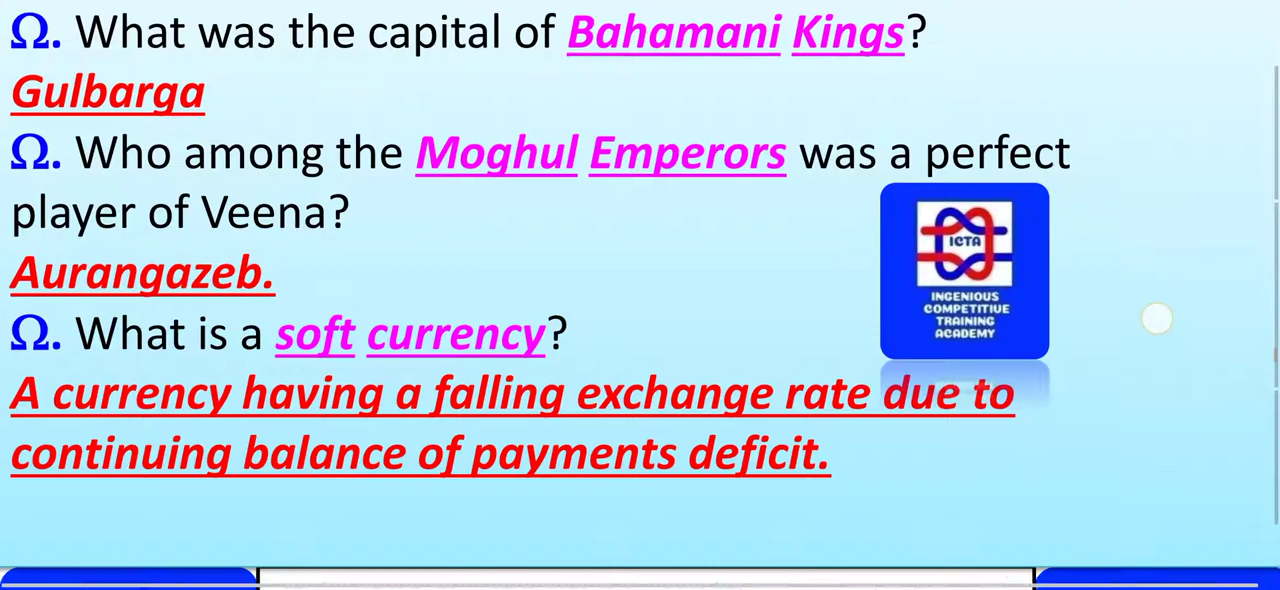 Ω. What was the capital of Bahamani Kings?
Gulbarga
Ω. Who among the Moghul Emperors was a perfect
player of Veena?
Aurangazeb.
ICTA
INGENIOUS
COMPETITIVE
TRAINING
ACADEMY
Ω. What is a soft currency?
A currency having a falling exchange rate due to
continuing balance of payments deficit.